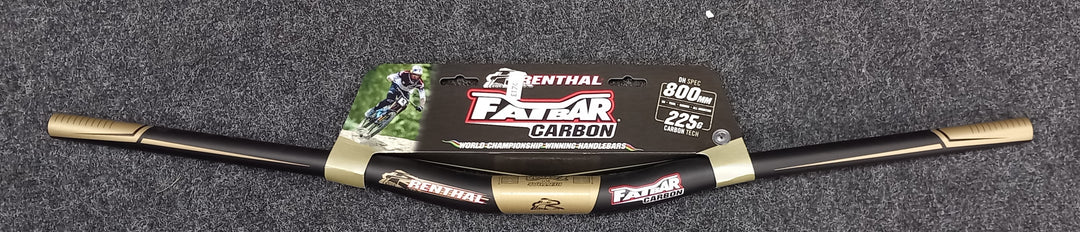 RENTHAL
FATBAR
CARBON
WORLD CHAMPIONSHIP WINNING HANDLEBARS
DH SPEC
800MM
225G
CARBON TECH
RENTHAL
FATBAR
CARBON